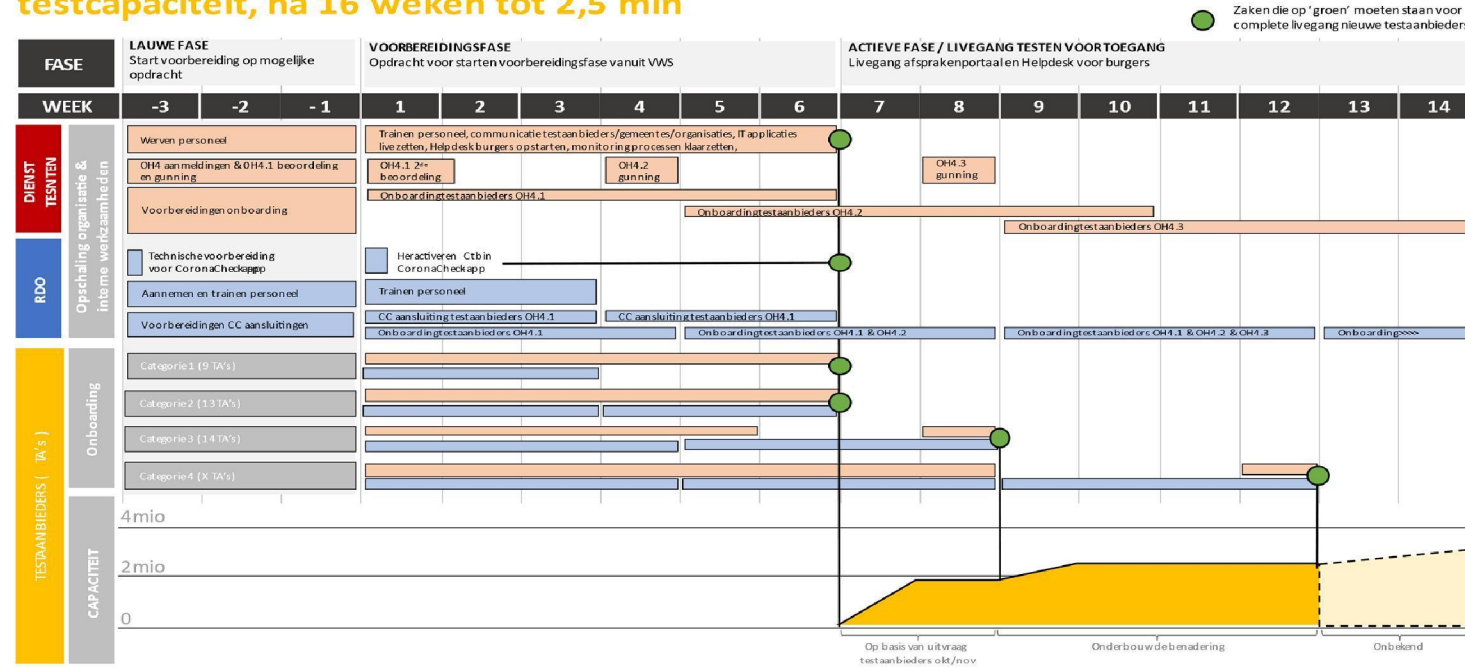 testcapaciteit, na 16 weken tot 2,5 min
Zaken die op 'groen' moeten staan voor
complete livegang nieuwe testaanbieders
FASE
LAUWE FASE
Start voorbereiding op mogelijke
opdracht
VOORBEREIDINGSFASE
Opdracht voor starten voorbereidingsfase vanuit VWS
ACTIEVE FASE / LIVEGANG TESTEN VOOR TOEGANG
Livegang afsprakenportaal en Helpdesk voor burgers
WEEK -3 -2 -1 1 2 3 4 5 6 7 8 9 10 11 12 13 14
DIENST
TESNTEN
Opschaling organisatie &
interne werkzaamheden
Werven personeel
Trainen personeel, communicatie testaanbieders/gemeentes/organisaties, IT applicaties
live zetten, Helpdesk burgers opstarten, monitoring processen klaarzetten,
OH4 aanmeldingen & OH4.1 beoordeling
en gunning
OH4.1 2de
beoordeling
OH4.2
gunning
OH4.3
gunning
Voorbereidingen onboarding
Onboarding testaanbieders OH4.1
Onboarding testaanbieders OH4.2
Onboarding testaanbieders OH4.3
RDO
Technische voorbereiding
voor CoronaCheckapp
Heractiveren Ctb in
CoronaCheckapp
Aannemen en trainen personeel
Trainen personeel
Voorbereidingen CC aansluitingen
CC aansluiting testaanbieders OH4.1
CC aansluiting testaanbieders OH4.1
Onboarding testaanbieders OH4.1
Onboarding testaanbieders OH4.1 & OH4.2
Onboarding testaanbieders OH4.1 & OH4.2 & OH4.3
Onboarding>>>>
TESTAANBIEDERS ( TA's )
Onboarding
Categorie 1 (9 TA's)
Categorie 2 (13 TA's)
Categorie 3 (14 TA's)
Categorie 4 (X TA's)
CAPACITEIT
4 mio
2 mio
0
Op basis van uitvraag
testaanbieders okt/nov
Onderbouwde benadering
Onbekend